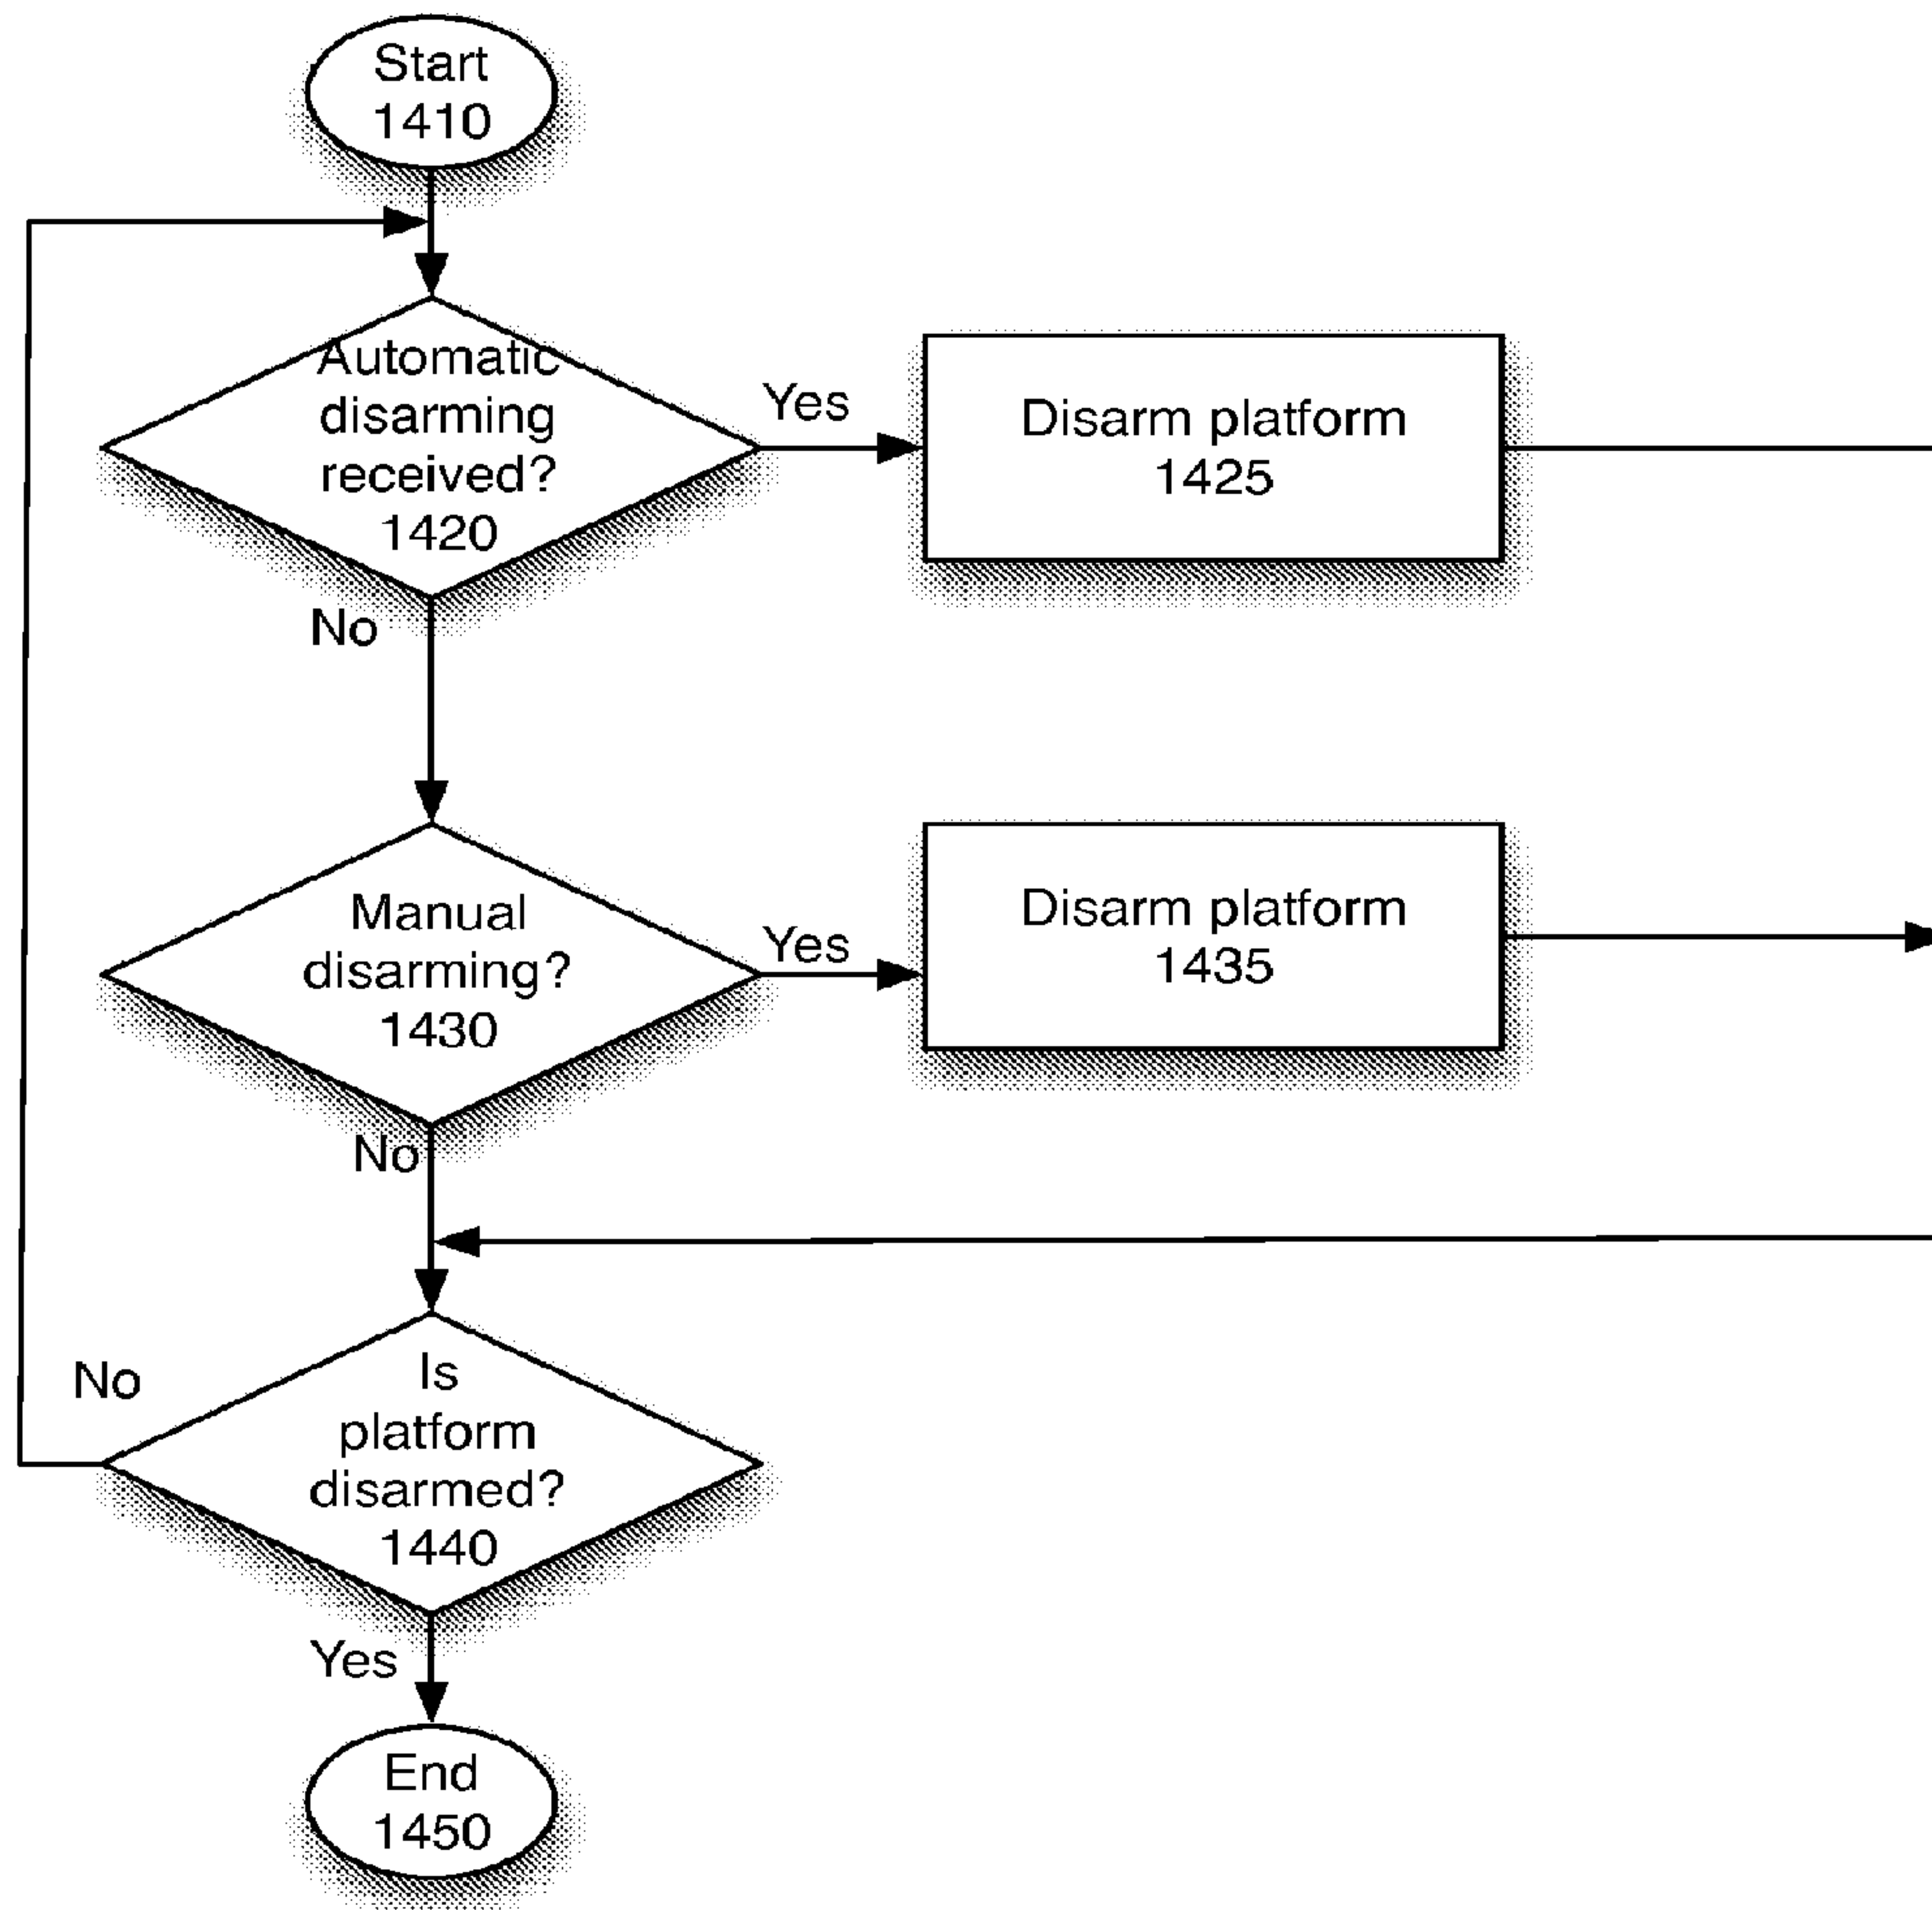 Start
1410
Automatic
disarming
received?
1420
Yes
Disarm platform
1425
No
Manual
disarming?
1430
Yes
Disarm platform
1435
No
Is
platform
disarmed?
1440
No
Yes
End
1450